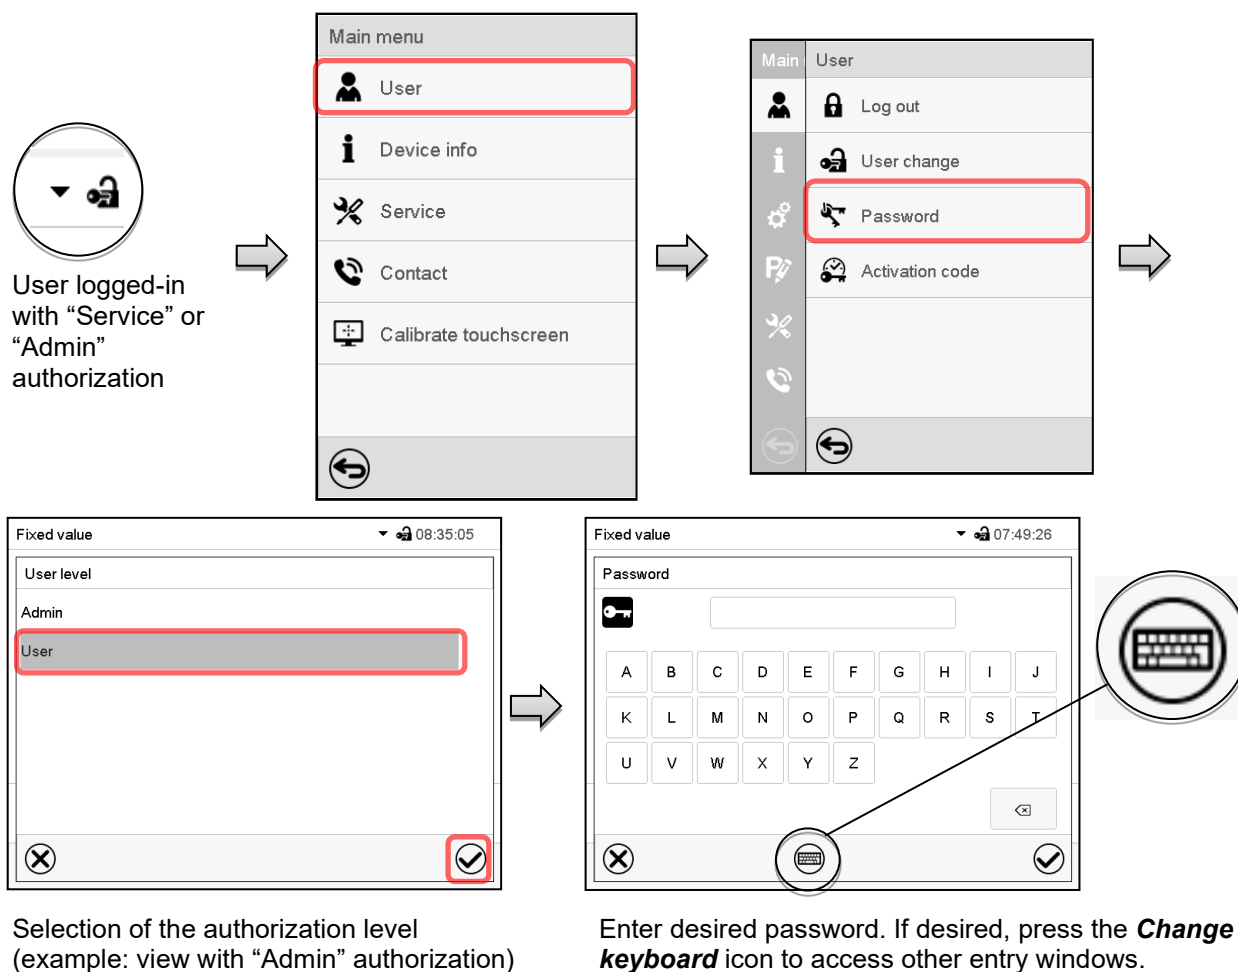 User logged-in
with “Service” or
“Admin”
authorization
Main menu
User
Device info
Service
Contact
Calibrate touchscreen
Main
User
Log out
User change
Password
Activation code
Fixed value
08:35:05
User level
Admin
User
Selection of the authorization level
(example: view with “Admin” authorization)
Fixed value
07:49:26
Password
A B C D E F G H I J
K L M N O P Q R S T
U V W X Y Z
Enter desired password. If desired, press the Change
keyboard icon to access other entry windows.